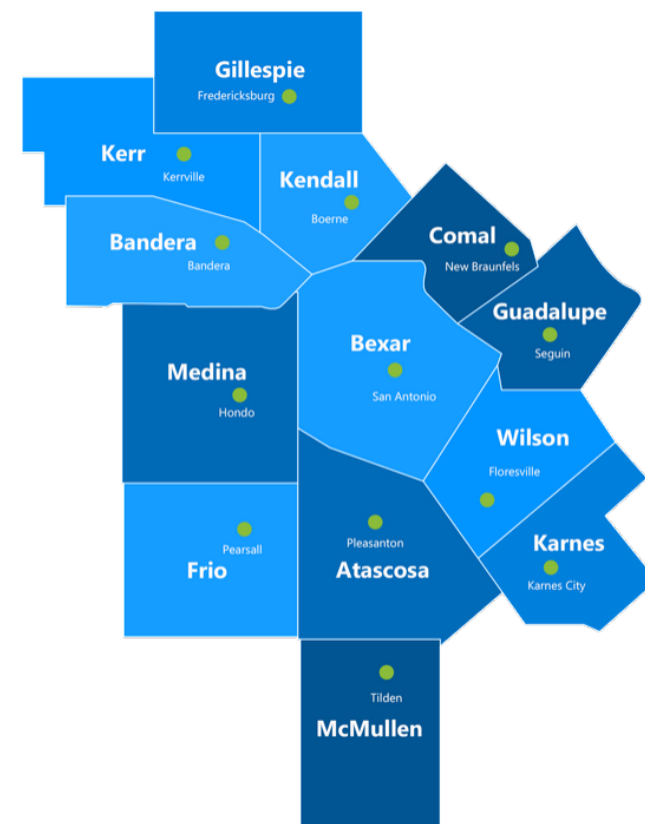 Gillespie
Fredericksburg
Kerr
Kerrville
Kendall
Boerne
Bandera
Bandera
Comal
New Braunfels
Guadalupe
Seguin
Bexar
San Antonio
Medina
Hondo
Wilson
Floresville
Pearsall
Frio
Pleasanton
Atascosa
Karnes
Karnes City
Tilden
McMullen